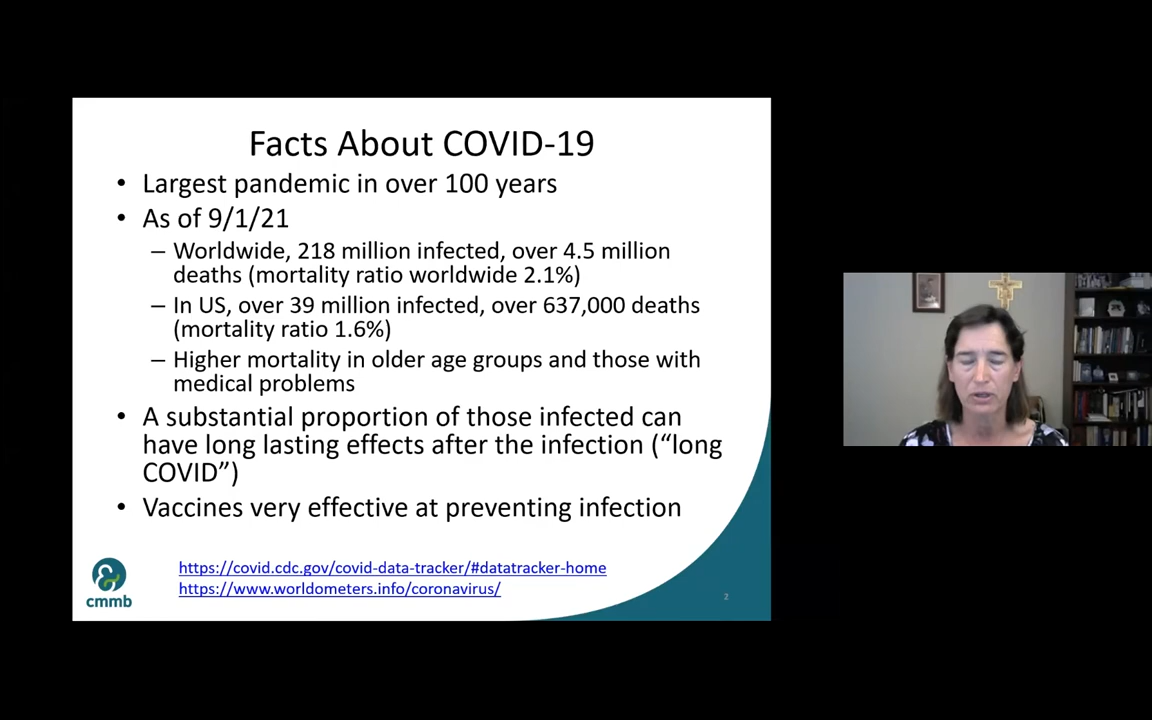 Facts About COVID-19
• Largest pandemic in over 100 years
• As of 9/1/21
– Worldwide, 218 million infected, over 4.5 million
deaths (mortality ratio worldwide 2.1%)
– In US, over 39 million infected, over 637,000 deaths
(mortality ratio 1.6%)
– Higher mortality in older age groups and those with
medical problems
• A substantial proportion of those infected can
have long lasting effects after the infection (“long
COVID”)
• Vaccines very effective at preventing infection
https://covid.cdc.gov/covid-data-tracker/#datatracker-home
https://www.worldometers.info/coronavirus/
cmmb
2